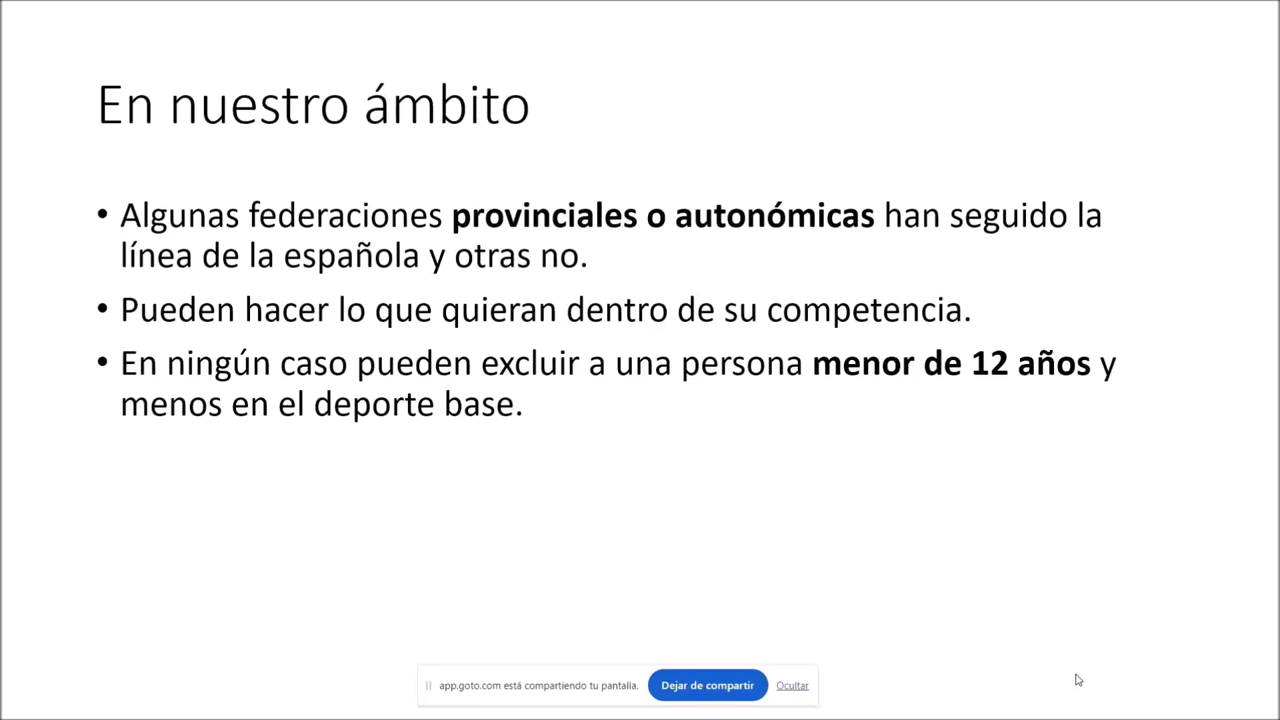 En nuestro ámbito
• Algunas federaciones provinciales o autonómicas han seguido la
línea de la española y otras no.
• Pueden hacer lo que quieran dentro de su competencia.
• En ningún caso pueden excluir a una persona menor de 12 años y
menos en el deporte base.
app.goto.com está compartiendo tu pantalla. Dejar de compartir Ocultar